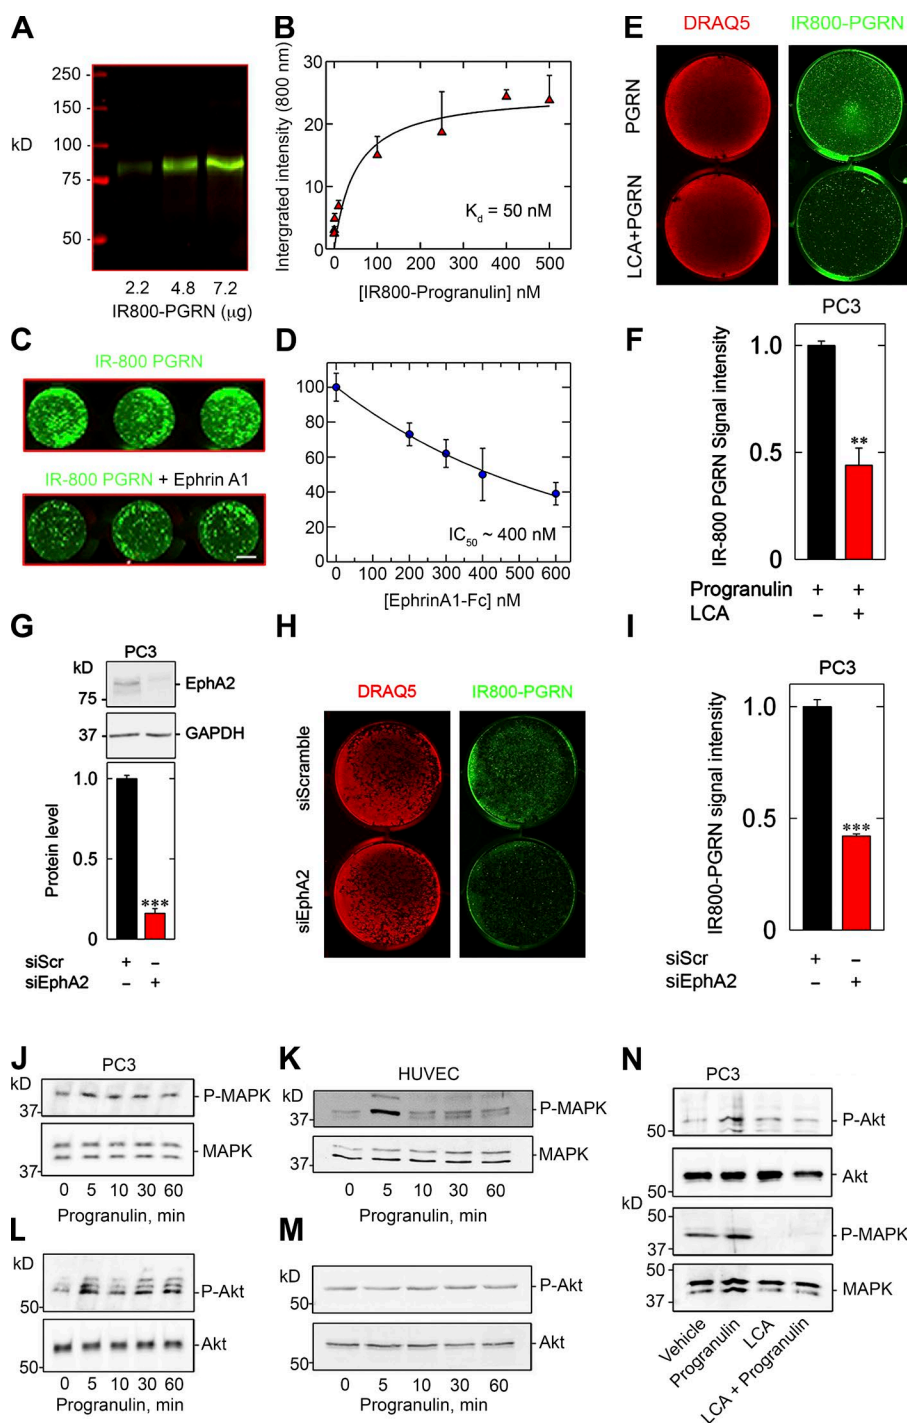 A
250 -
150 -
100 -
kD
75 -
50 -
2.2 4.8 7.2
IR800-PGRN (μg)
B
Intergrated intensity (800 nm)
30
20
10
0
K_d = 50 nM
0 100 200 300 400 500
[IR800-Progranulin] nM
C
IR-800 PGRN
IR-800 PGRN + Ephrin A1
D
100
80
60
40
20
0
IC_50 ~ 400 nM
0 100 200 300 400 500 600
[EphrinA1-Fc] nM
E
DRAQ5 IR800-PGRN
PGRN
LCA+PGRN
F
PC3
IR-800 PGRN Signal intensity
1.0
0.5
0
**
Progranulin + +
LCA – +
G
PC3
kD
75
EphA2
37
GAPDH
Protein level
1.0
0.5
0
***
siScr + –
siEphA2 – +
H
DRAQ5 IR800-PGRN
siScramble
siEphA2
I
PC3
IR800-PGRN signal intensity
1.0
0.5
0
***
siScr + –
siEphA2 – +
J
PC3
kD
37
P-MAPK
37
MAPK
0 5 10 30 60
Progranulin, min
K
HUVEC
kD
37
P-MAPK
37
MAPK
0 5 10 30 60
Progranulin, min
L
kD
50
P-Akt
50
Akt
0 5 10 30 60
Progranulin, min
M
kD
50
P-Akt
50
Akt
0 5 10 30 60
Progranulin, min
N
PC3
50
P-Akt
50
Akt
kD
50
37
P-MAPK
50
37
MAPK
Vehicle
Progranulin
LCA
LCA + Progranulin